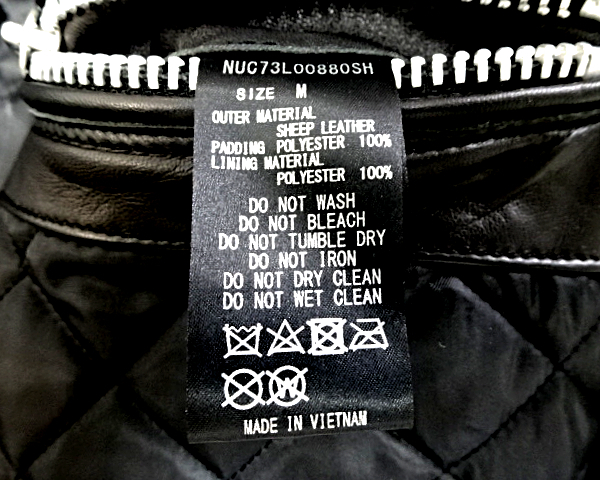 NUC73L00880SH
SIZE M
OUTER MATERIAL
SHEEP LEATHER
PADDING POLYESTER 100%
LINING MATERIAL
POLYESTER 100%
DO NOT WASH
DO NOT BLEACH
DO NOT TUMBLE DRY
DO NOT IRON
DO NOT DRY CLEAN
DO NOT WET CLEAN
W
MADE IN VIETNAM